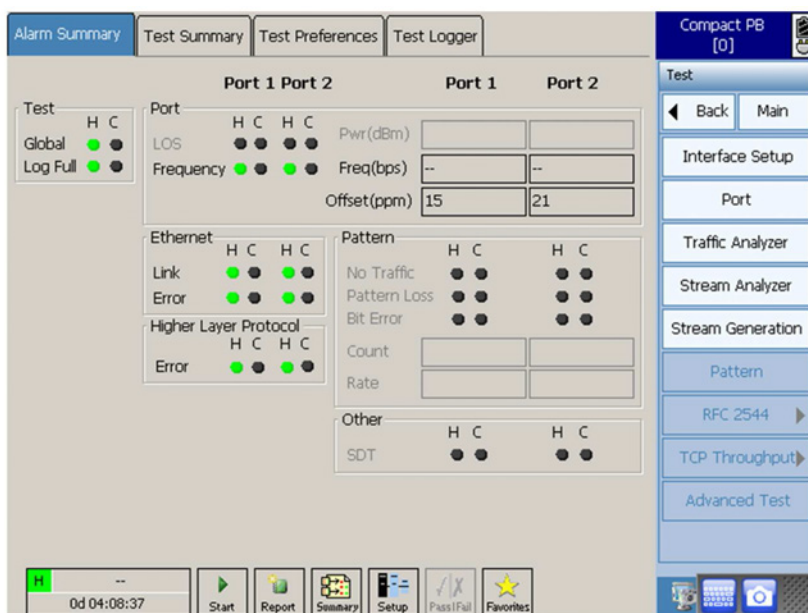 Alarm Summary Test Summary Test Preferences Test Logger
Compact PB
[0]
Port 1 Port 2 Port 1 Port 2
Test
Back Main
Interface Setup
Port
Traffic Analyzer
Stream Analyzer
Stream Generation
Pattern
RFC 2544
TCP Throughput
Advanced Test
Test
H C
Global
Log Full
Port
H C H C
LOS
Frequency
Pwr(dBm)
Freq(bps) -- --
Offset(ppm) 15 21
Ethernet
H C H C
Link
Error
Higher Layer Protocol
H C H C
Error
Pattern
H C H C
No Traffic
Pattern Loss
Bit Error
Count
Rate
Other
H C H C
SDT
H --
0d 04:08:37
Start Report Summary Setup Pass|Fail Favorites